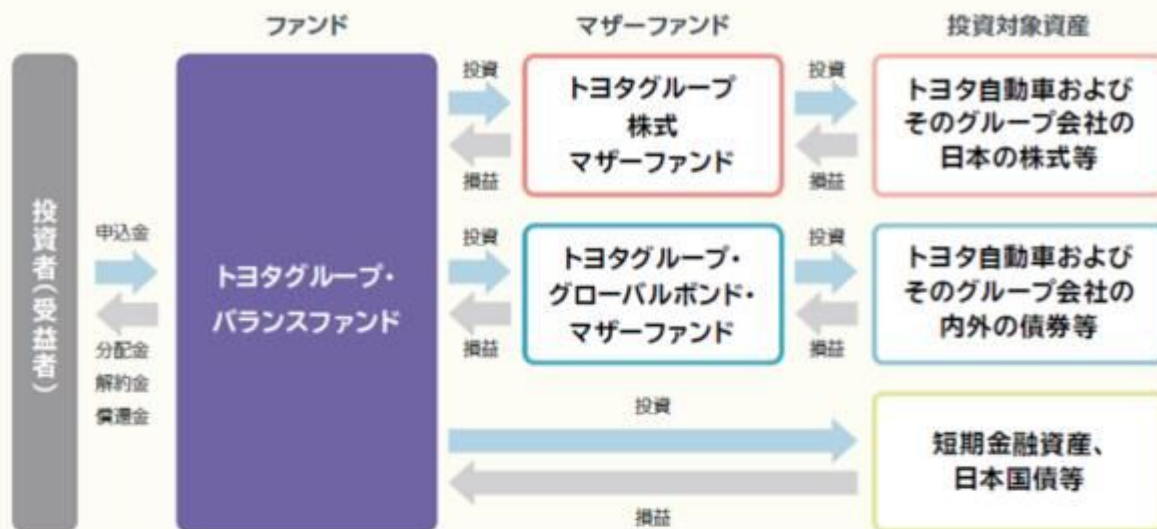 ファンド
マザーファンド
投資対象資産
投資者(受益者)
申込金
分配金
解約金
償還金
トヨタグループ・
バランスファンド
投資
損益
トヨタグループ
株式
マザーファンド
投資
損益
トヨタ自動車および
そのグループ会社の
日本の株式等
投資
損益
トヨタグループ・
グローバルボンド・
マザーファンド
投資
損益
トヨタ自動車および
そのグループ会社の
内外の債券等
投資
損益
短期金融資産、
日本国債等